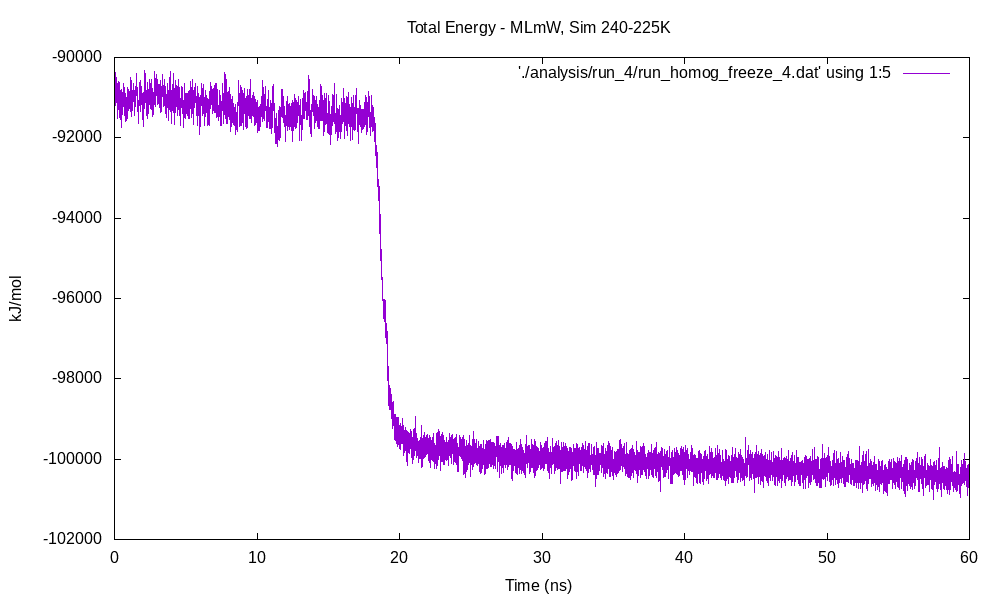 Total Energy - MLmW, Sim 240-225K
'./analysis/run_4/run_homog_freeze_4.dat' using 1:5
-90000
-92000
-94000
-96000
-98000
-100000
-102000
kJ/mol
0 10 20 30 40 50 60
Time (ns)